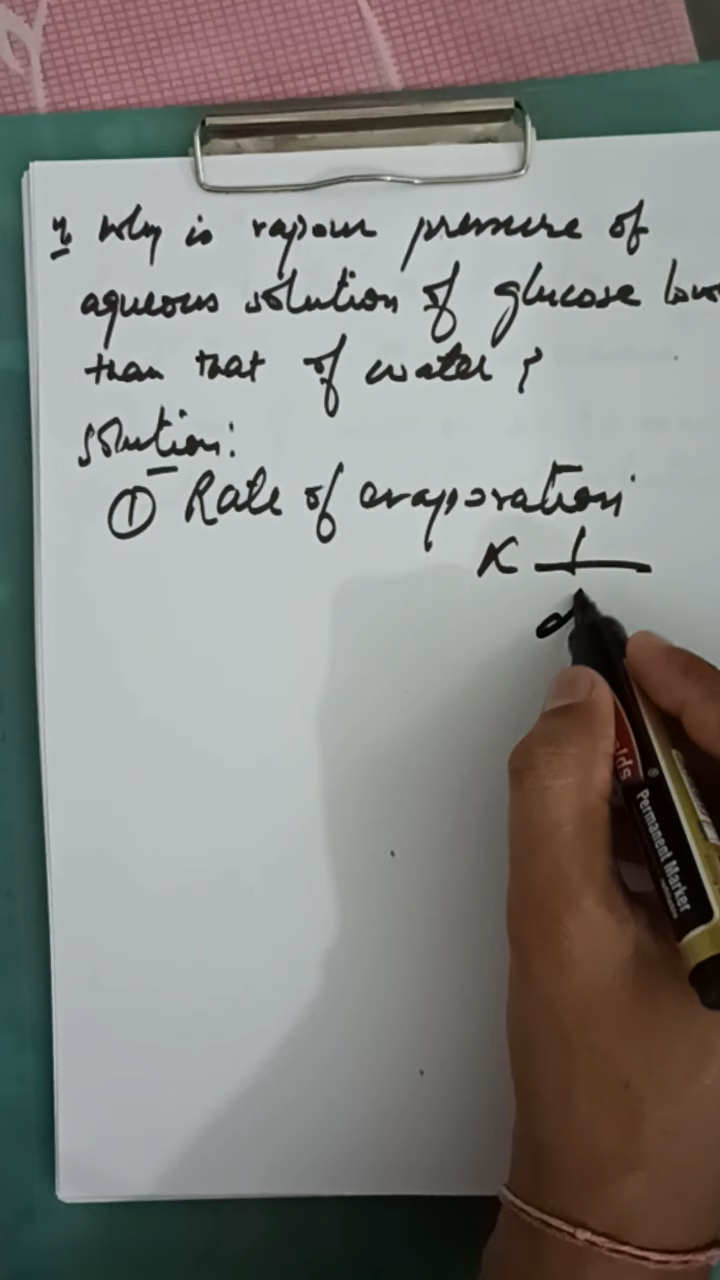 Why is vapour pressure of
aqueous solution of glucose low
than that of water ?
solution:
① Rate of evaporation
∝ 1
Permanent Marker